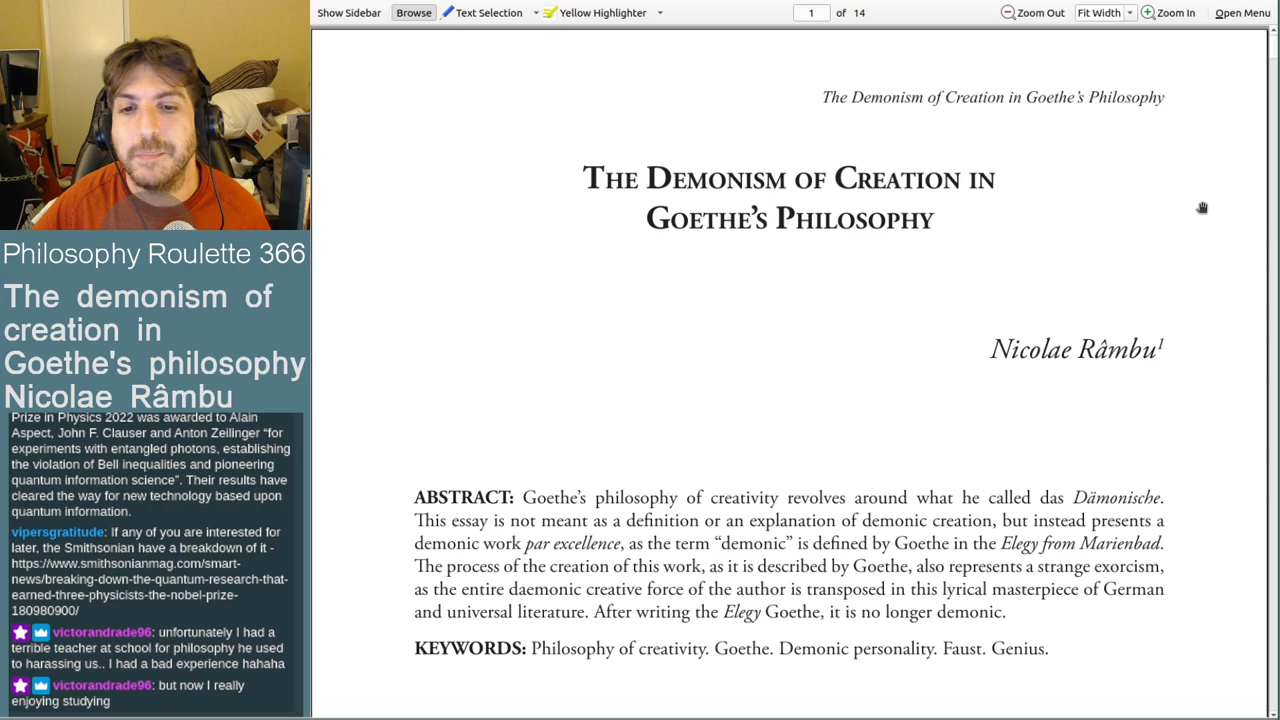 Show Sidebar Browse Text Selection Yellow Highlighter 1 of 14 Zoom Out Fit Width Zoom In Open Menu
The Demonism of Creation in Goethe's Philosophy
The Demonism of Creation in
Goethe's Philosophy
Nicolae Râmbu1
ABSTRACT: Goethe's philosophy of creativity revolves around what he called das Dämonische.
This essay is not meant as a definition or an explanation of demonic creation, but instead presents a
demonic work par excellence, as the term “demonic” is defined by Goethe in the Elegy from Marienbad.
The process of the creation of this work, as it is described by Goethe, also represents a strange exorcism,
as the entire daemonic creative force of the author is transposed in this lyrical masterpiece of German
and universal literature. After writing the Elegy Goethe, it is no longer demonic.
KEYWORDS: Philosophy of creativity. Goethe. Demonic personality. Faust. Genius.
Philosophy Roulette 366
The demonism of
creation in
Goethe's philosophy
Nicolae Râmbu
Prize in Physics 2022 was awarded to Alain
Aspect, John F. Clauser and Anton Zeilinger “for
experiments with entangled photons, establishing
the violation of Bell inequalities and pioneering
quantum information science”. Their results have
cleared the way for new technology based upon
quantum information.
vipersgratitude: If any of you are interested for
later, the Smithsonian have a breakdown of it -
https://www.smithsonianmag.com/smart-
news/breaking-down-the-quantum-research-that-
earned-three-physicists-the-nobel-prize-
180980900/
victorandrade96: unfortunately I had a
terrible teacher at school for philosophy he used
to harassing us.. I had a bad experience hahaha
victorandrade96: but now I really
enjoying studying